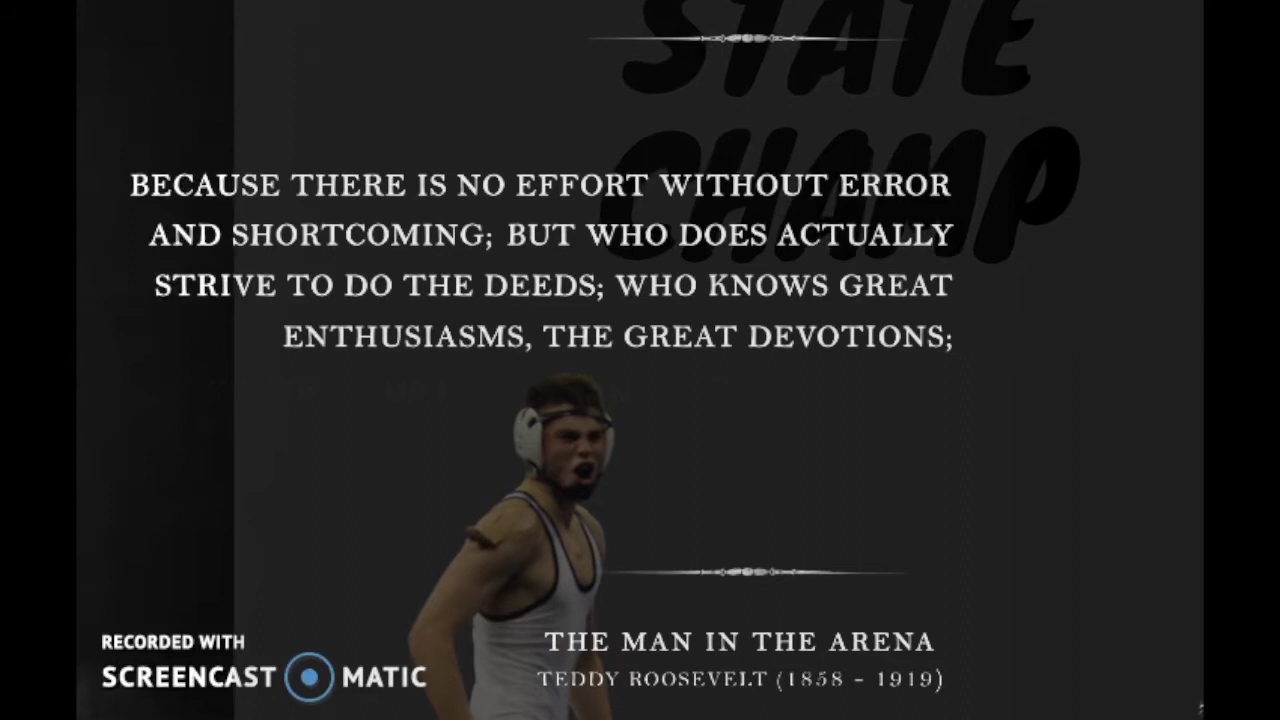 STATE
CHAMP
BECAUSE THERE IS NO EFFORT WITHOUT ERROR
AND SHORTCOMING; BUT WHO DOES ACTUALLY
STRIVE TO DO THE DEEDS; WHO KNOWS GREAT
ENTHUSIASMS, THE GREAT DEVOTIONS;
THE MAN IN THE ARENA
TEDDY ROOSEVELT (1858 - 1919)
RECORDED WITH
SCREENCAST MATIC